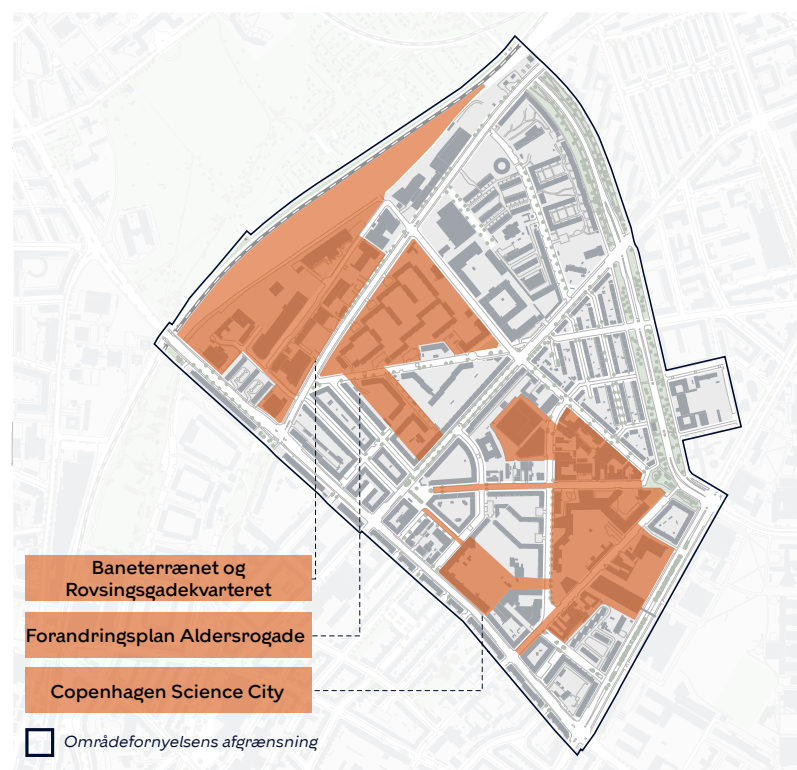 Baneterrænet og
Rovsingsgadekvarteret
Forandringsplan Aldersrogade
Copenhagen Science City
Områdefornyelsens afgrænsning